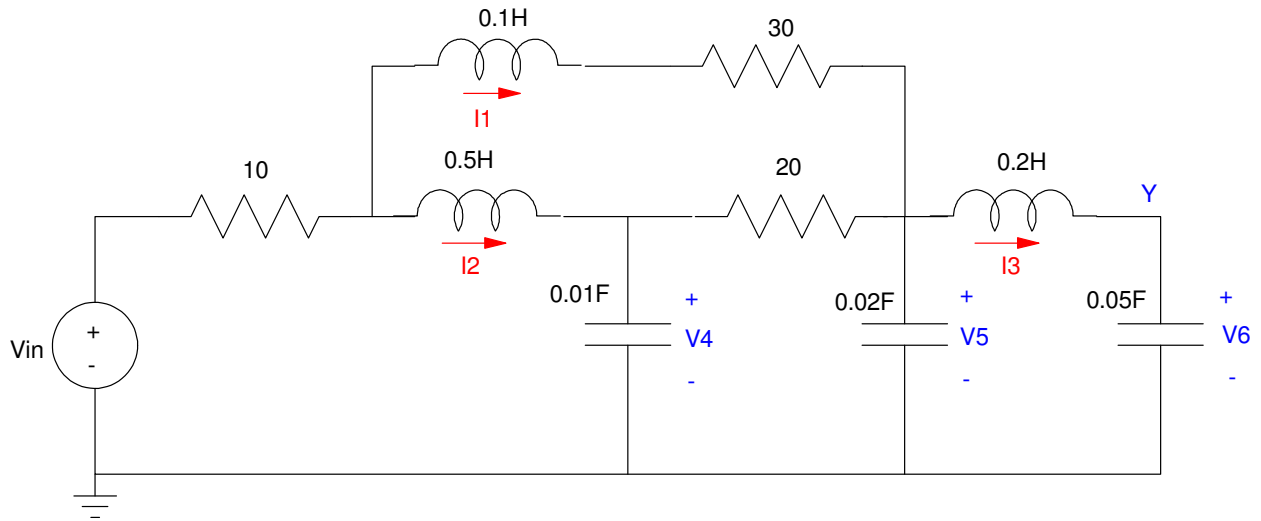 0.1H
30
I1
10
0.5H
20
0.2H
Y
I2
I3
0.01F
+
V4
-
0.02F
+
V5
-
0.05F
+
V6
-
Vin
+
-